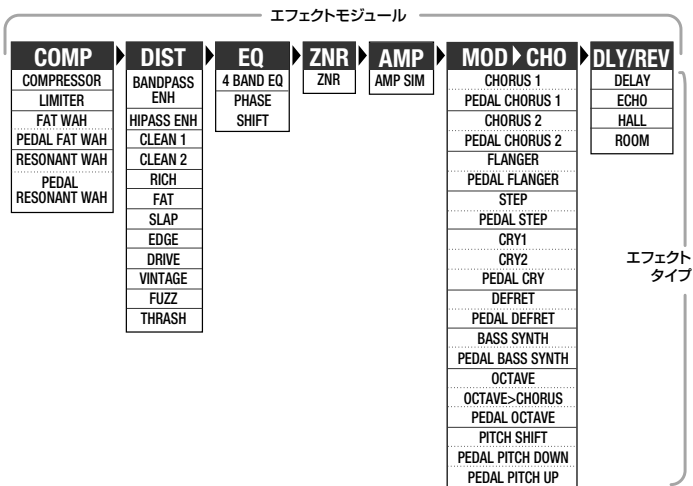 エフェクトモジュール
COMP
COMPRESSOR
LIMITER
FAT WAH
PEDAL FAT WAH
RESONANT WAH
PEDAL
RESONANT WAH
DIST
BANDPASS
ENH
HIPASS ENH
CLEAN 1
CLEAN 2
RICH
FAT
SLAP
EDGE
DRIVE
VINTAGE
FUZZ
THRASH
EQ
4 BAND EQ
PHASE
SHIFT
ZNR
ZNR
AMP
AMP SIM
MOD CHO
CHORUS 1
PEDAL CHORUS 1
CHORUS 2
PEDAL CHORUS 2
FLANGER
PEDAL FLANGER
STEP
PEDAL STEP
CRY1
CRY2
PEDAL CRY
DEFRET
PEDAL DEFRET
BASS SYNTH
PEDAL BASS SYNTH
OCTAVE
OCTAVE>CHORUS
PEDAL OCTAVE
PITCH SHIFT
PEDAL PITCH DOWN
PEDAL PITCH UP
DLY/REV
DELAY
ECHO
HALL
ROOM
エフェクト
タイプ